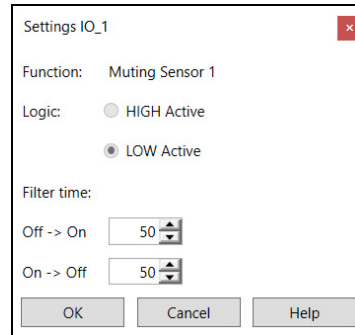 Settings IO_1
Function: Muting Sensor 1
Logic: HIGH Active
LOW Active
Filter time:
Off -> On 50
On -> Off 50
OK Cancel Help